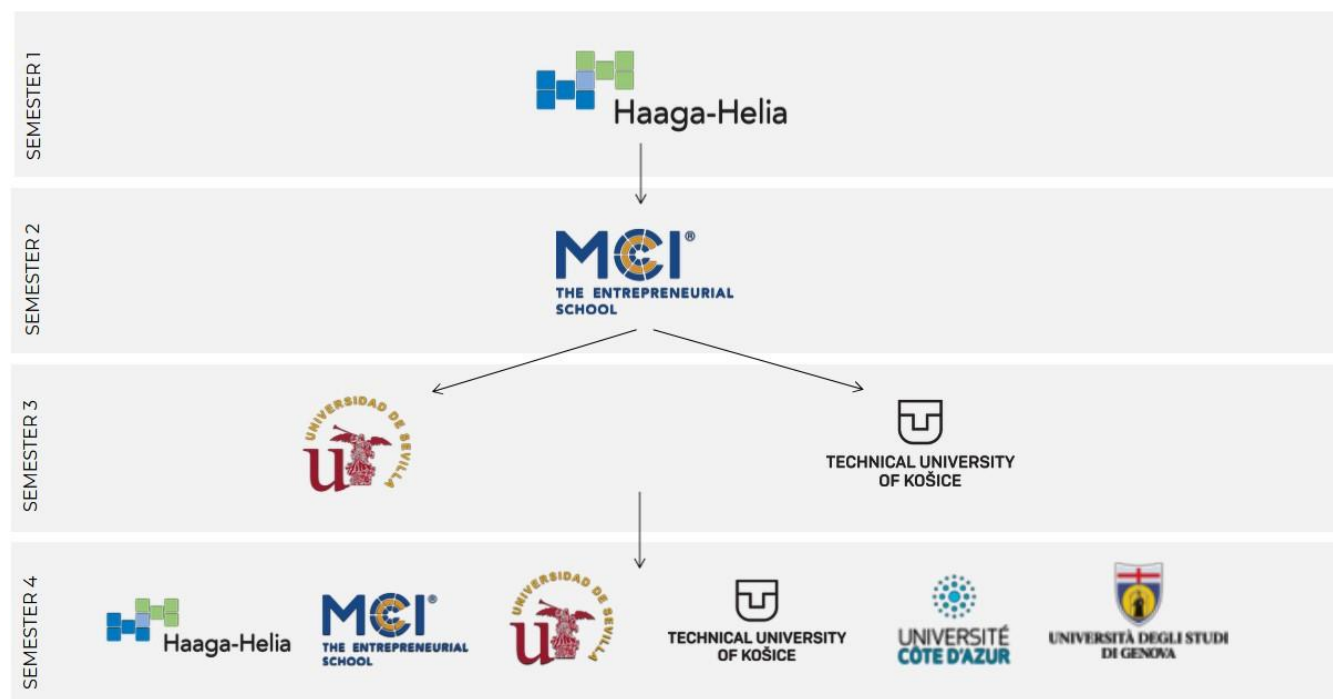 SEMESTER 1
Haaga-Helia
SEMESTER 2
MCI®
THE ENTREPRENEURIAL
SCHOOL
SEMESTER 3
UNIVERSIDAD DE SEVILLA
u
TECHNICAL UNIVERSITY
OF KOŠICE
SEMESTER 4
Haaga-Helia
MCI®
THE ENTREPRENEURIAL
SCHOOL
UNIVERSIDAD DE SEVILLA
u
TECHNICAL UNIVERSITY
OF KOŠICE
UNIVERSITÉ
CÔTE D'AZUR
UNIVERSITÀ DEGLI STUDI
DI GENOVA